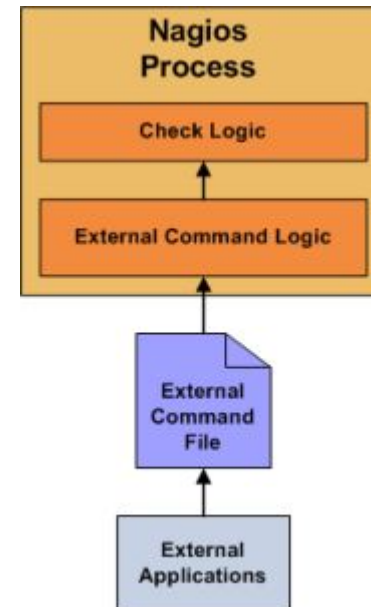 Nagios
Process
Check Logic
External Command Logic
External
Command
File
External
Applications